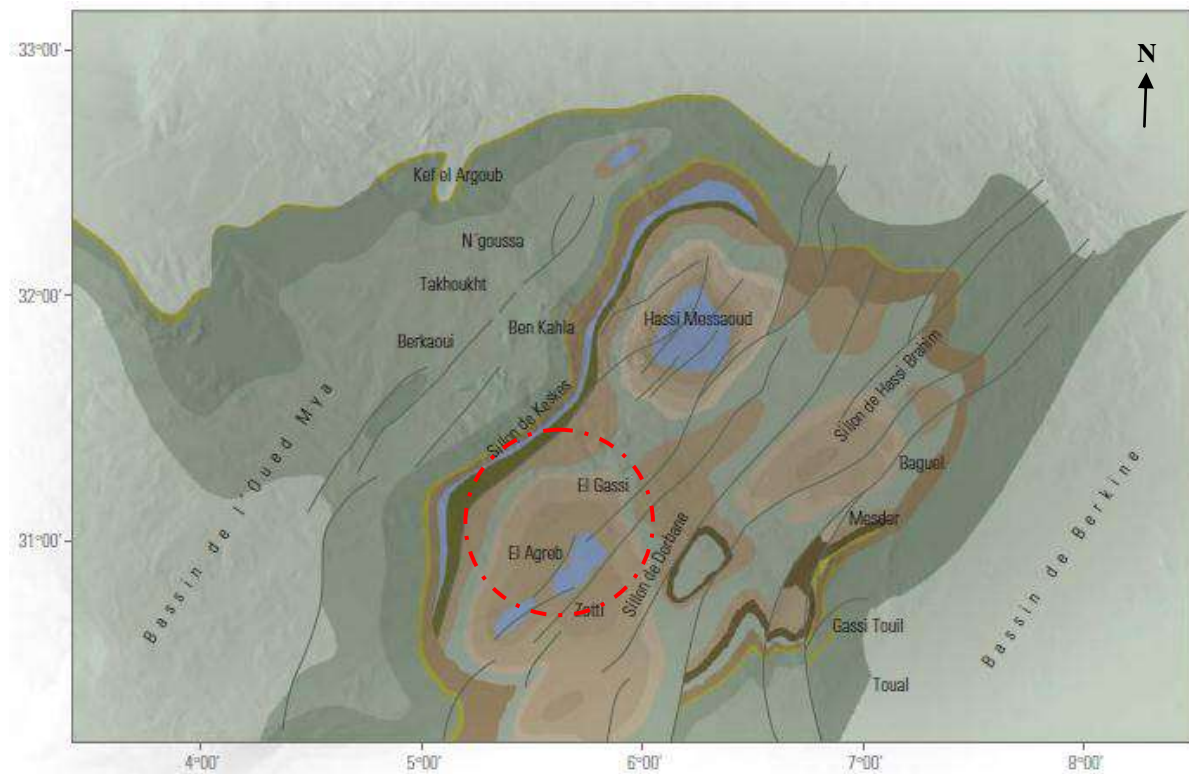 33°00'
N
Kef el Argoub
N'goussa
Takhoukht
32°00'
Hassi Messaoud
Ben Kahla
Berkaoui
Sillon de Keskes
Sillon de Hassi Brahim
Bassin de l'Oued Mya
El Gassi
Baguel
Mesdar
31°00'
El Agreb
Sillon de Dorbane
Zotti
Bassin de Berkine
Gassi Touil
Toual
4°00'
5°00'
6°00'
7°00'
8°00'